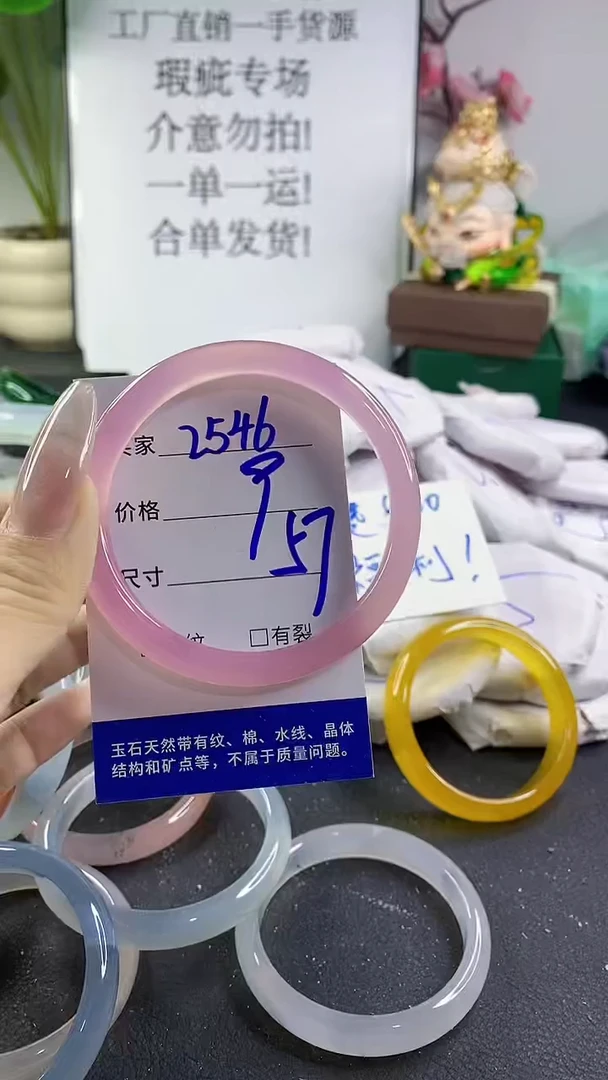 工厂直销一手货源
瑕疵专场
介意勿拍!
一单一运!
合单发货!
家 2546
价格
尺寸 57
纹 □有裂
利!
玉石天然带有纹、棉、水线、晶体
结构和矿点等，不属于质量问题。